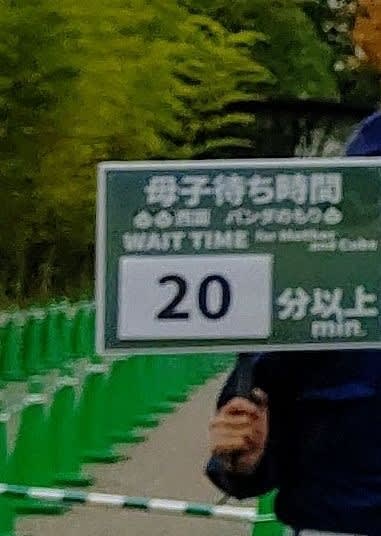 母子待ち時間
西園 パンダのもり
WAIT TIME for Mother and Cubs
20 分以上
min.